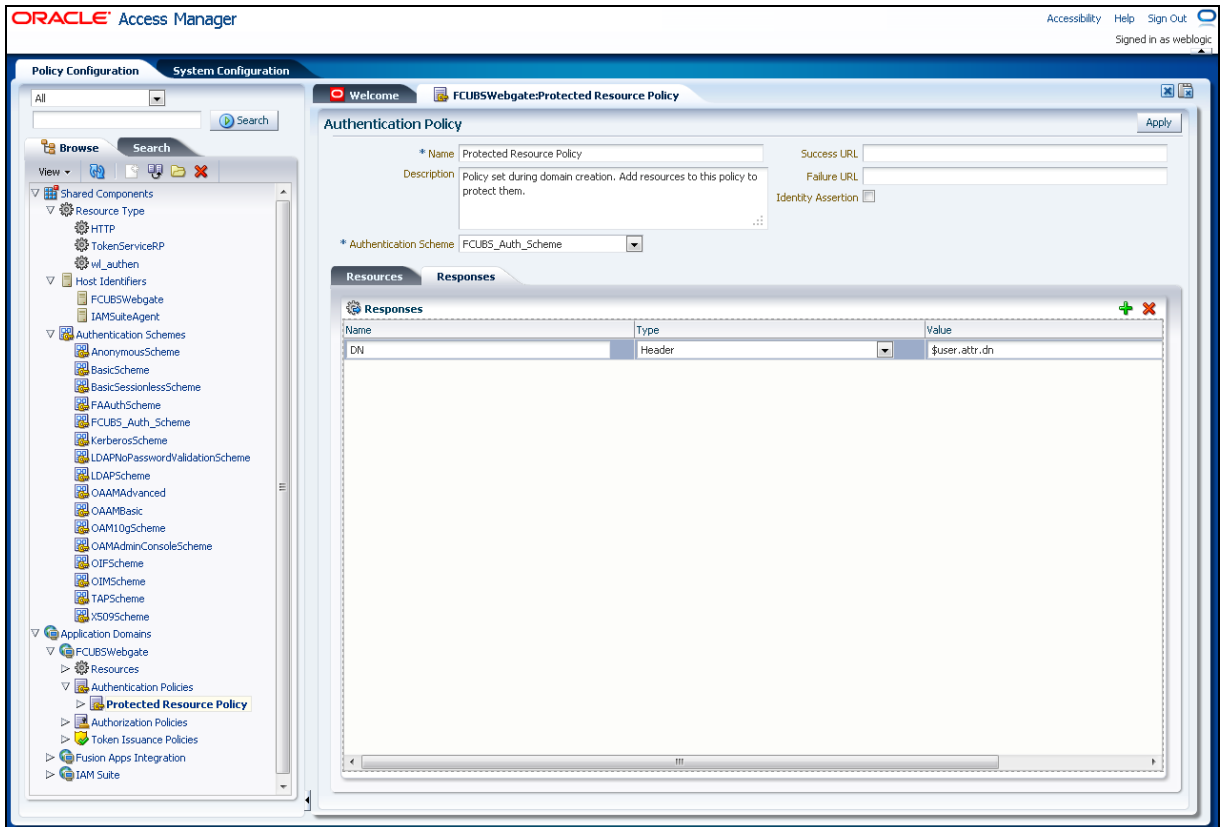 ORACLE Access Manager
Accessibility Help Sign Out
Signed in as weblogic
Policy Configuration System Configuration
All
Search
Browse Search
View
Shared Components
Resource Type
HTTP
TokenServiceRP
wl_authen
Host Identifiers
FCUBSWebgate
IAMSuiteAgent
Authentication Schemes
AnonymousScheme
BasicScheme
BasicSessionlessScheme
FAAuthScheme
FCUBS_Auth_Scheme
KerberosScheme
LDAPNoPasswordValidationScheme
LDAPScheme
OAAMAdvanced
OAAMBasic
OAM10gScheme
OAMAdminConsoleScheme
OIFScheme
OIMScheme
TAPScheme
X509Scheme
Application Domains
FCUBSWebgate
Resources
Authentication Policies
Protected Resource Policy
Authorization Policies
Token Issuance Policies
Fusion Apps Integration
IAM Suite
Welcome FCUBSWebgate:Protected Resource Policy
Authentication Policy Apply
* Name Protected Resource Policy
Description Policy set during domain creation. Add resources to this policy to
protect them.
* Authentication Scheme FCUBS_Auth_Scheme
Success URL
Failure URL
Identity Assertion
Resources Responses
Responses
Name Type Value
DN Header $user.attr.dn